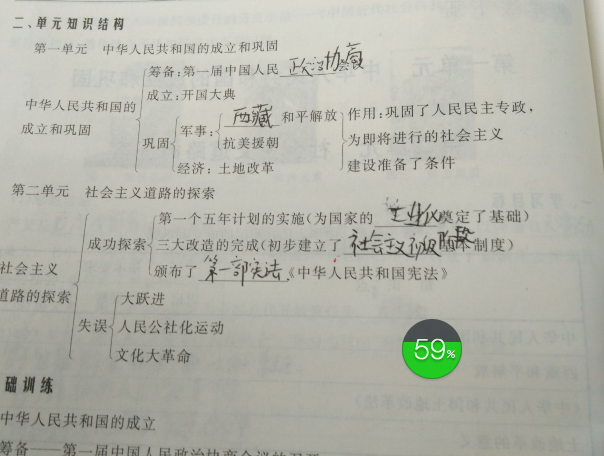 二、单元知识结构
第一单元 中华人民共和国的成立和巩固
筹备:第一届中国人民 政治协会议
成立:开国大典
中华人民共和国的
成立和巩固
巩固
军事: 西藏 和平解放
抗美援朝
经济:土地改革
作用:巩固了人民民主专政,
为即将进行的社会主义
建设准备了条件
第二单元 社会主义道路的探索
第一个五年计划的实施(为国家的 工业化 奠定了基础)
成功探索
三大改造的完成(初步建立了 社会主义初级阶段 基本制度)
颁布了 第一部宪法 《中华人民共和国宪法》
社会主义
道路的探索
失误
大跃进
人民公社化运动
文化大革命
础训练
中华人民共和国的成立
筹备——第一届中国人民政治协商会议的召开
59%